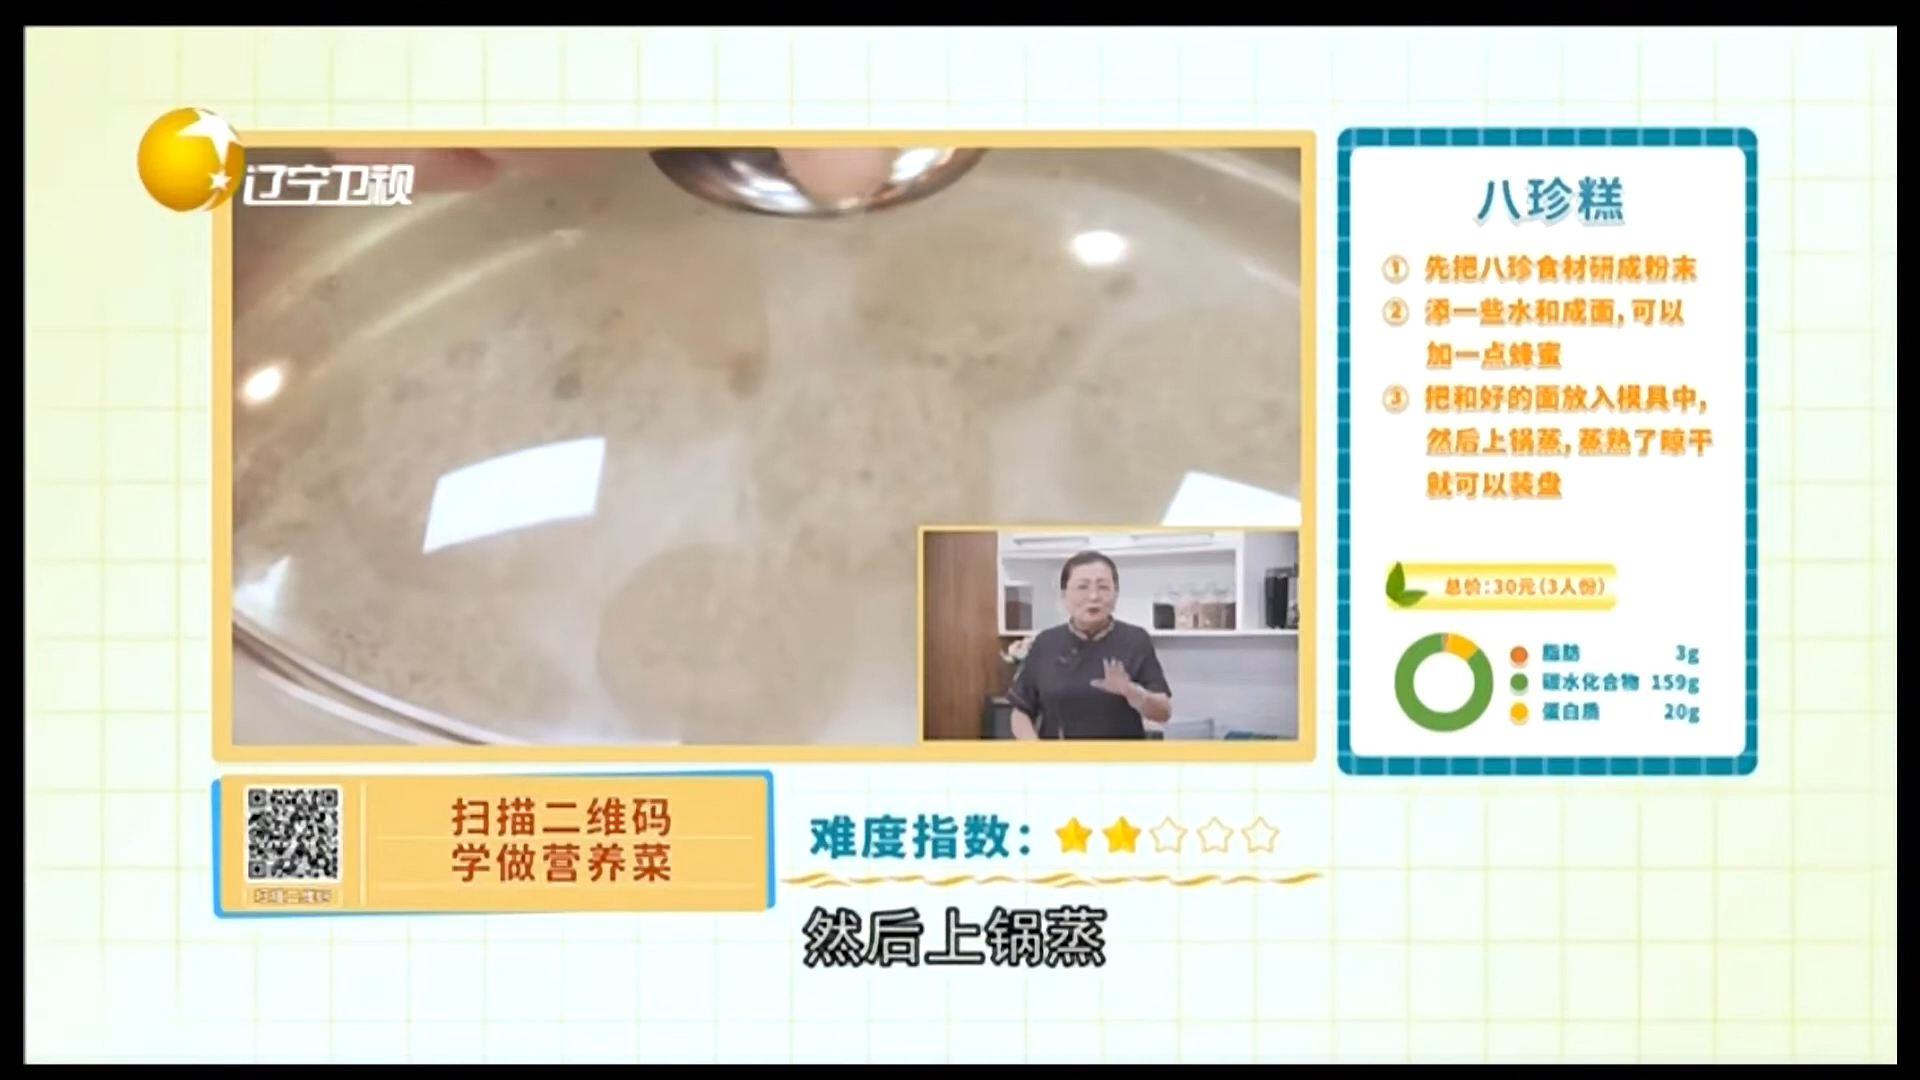 辽宁卫视
八珍糕
① 先把八珍食材研成粉末
② 添一些水和成面,可以
加一点蜂蜜
③ 把和好的面放入模具中,
然后上锅蒸,蒸熟了晾干
就可以装盘
总价:30元(3人份)
脂肪 3g
碳水化合物 159g
蛋白质 20g
扫描二维码
学做营养菜
扫描二维码
难度指数:
然后上锅蒸